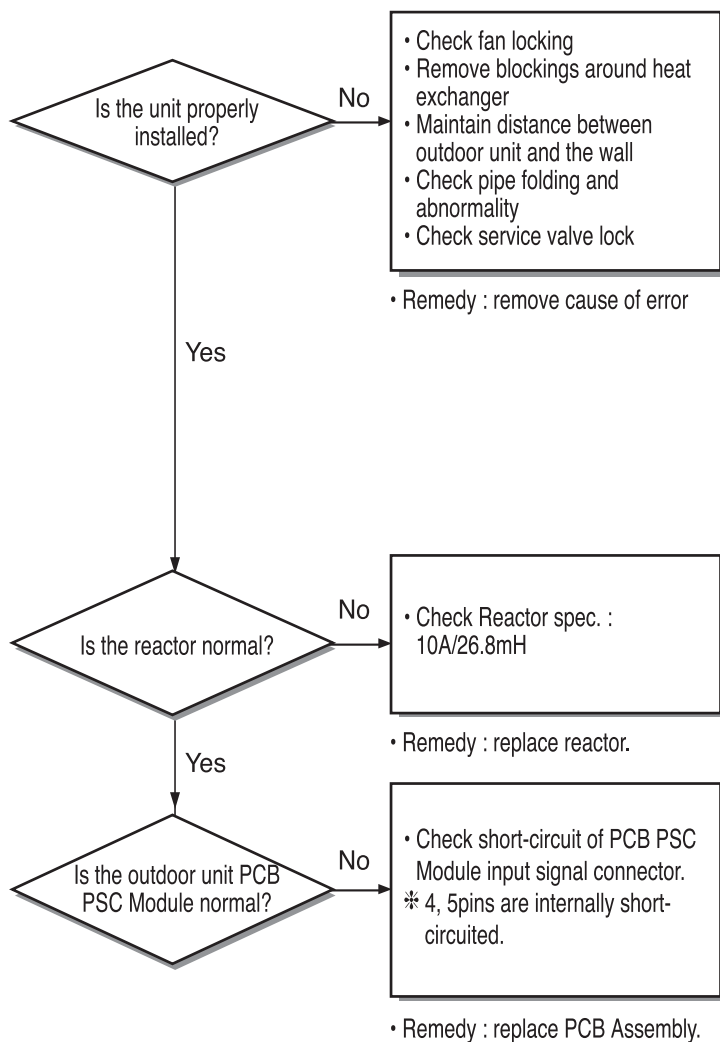 Is the unit properly
installed?
No
• Check fan locking
• Remove blockings around heat
exchanger
• Maintain distance between
outdoor unit and the wall
• Check pipe folding and
abnormality
• Check service valve lock
• Remedy : remove cause of error
Yes
Is the reactor normal?
No
• Check Reactor spec. :
10A/26.8mH
• Remedy : replace reactor.
Yes
Is the outdoor unit PCB
PSC Module normal?
No
• Check short-circuit of PCB PSC
Module input signal connector.
❈ 4, 5pins are internally short-
circuited.
• Remedy : replace PCB Assembly.